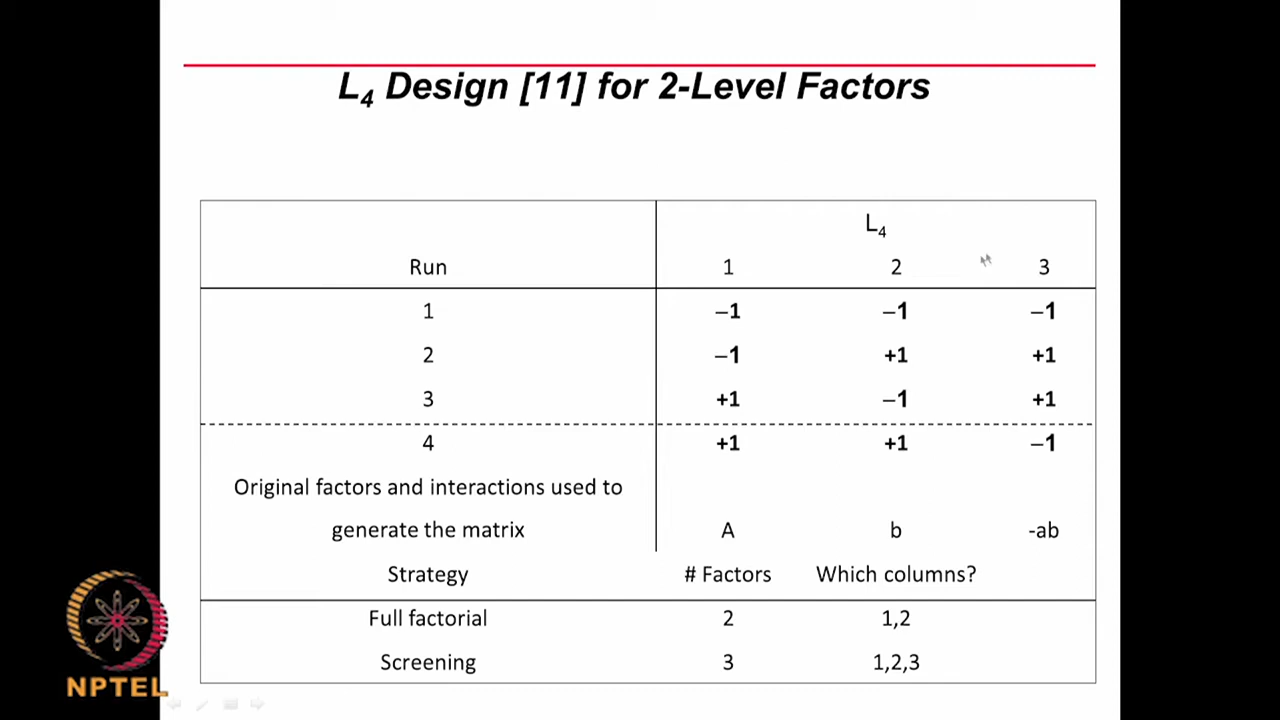 L4 Design [11] for 2-Level Factors
L4
Run 1 2 3
1 –1 –1 –1
2 –1 +1 +1
3 +1 –1 +1
4 +1 +1 –1
Original factors and interactions used to
generate the matrix A b -ab
Strategy # Factors Which columns?
Full factorial 2 1,2
Screening 3 1,2,3
NPTEL